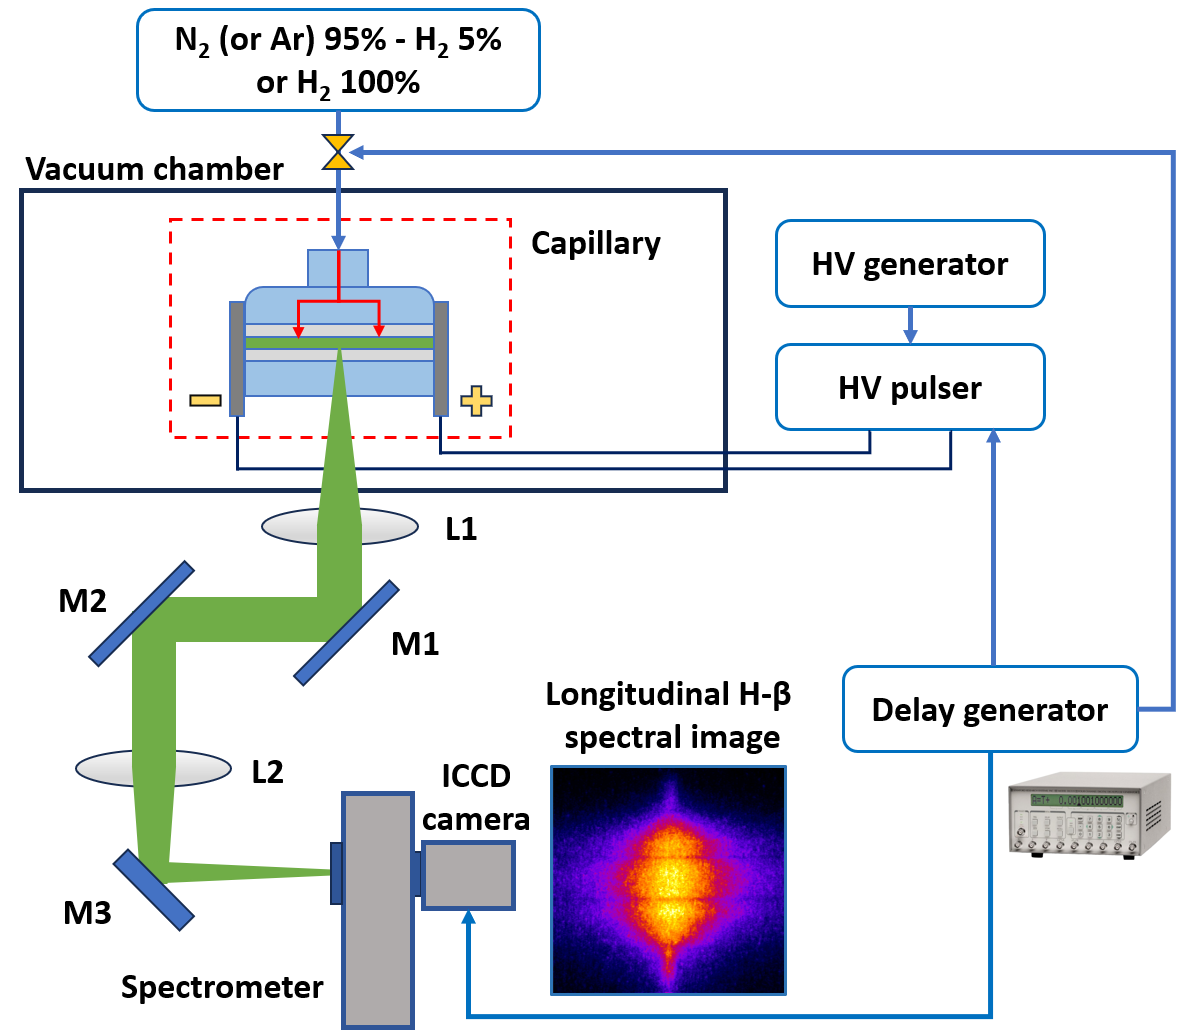 N₂ (or Ar) 95% - H₂ 5%
or H₂ 100%
Vacuum chamber
Capillary
HV generator
HV pulser
L1
M2
M1
Longitudinal H-β
spectral image
Delay generator
L2
ICCD
camera
M3
Spectrometer